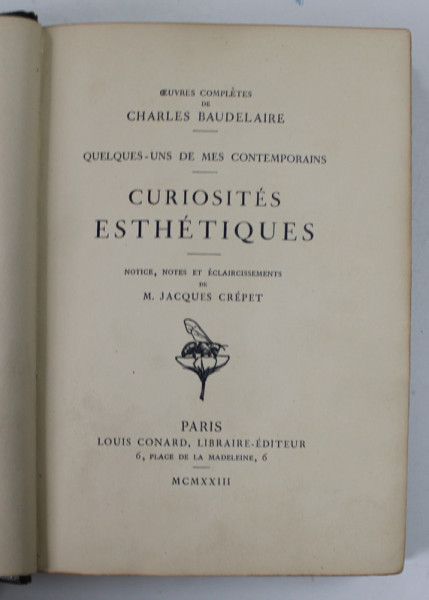 ŒUVRES COMPLÈTES
DE
CHARLES BAUDELAIRE
QUELQUES-UNS DE MES CONTEMPORAINS
CURIOSITÉS
ESTHÉTIQUES
NOTICE, NOTES ET ÉCLAIRCISSEMENTS
DE
M. JACQUES CRÉPET
PARIS
LOUIS CONARD, LIBRAIRE-ÉDITEUR
6, PLACE DE LA MADELEINE, 6
MCMXXIII